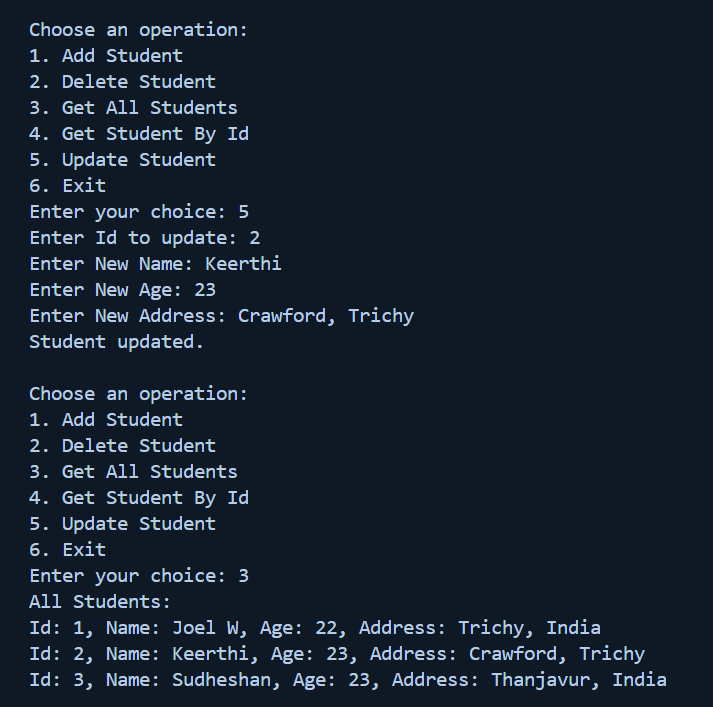 Choose an operation:
1. Add Student
2. Delete Student
3. Get All Students
4. Get Student By Id
5. Update Student
6. Exit
Enter your choice: 5
Enter Id to update: 2
Enter New Name: Keerthi
Enter New Age: 23
Enter New Address: Crawford, Trichy
Student updated.
Choose an operation:
1. Add Student
2. Delete Student
3. Get All Students
4. Get Student By Id
5. Update Student
6. Exit
Enter your choice: 3
All Students:
Id: 1, Name: Joel W, Age: 22, Address: Trichy, India
Id: 2, Name: Keerthi, Age: 23, Address: Crawford, Trichy
Id: 3, Name: Sudheshan, Age: 23, Address: Thanjavur, India